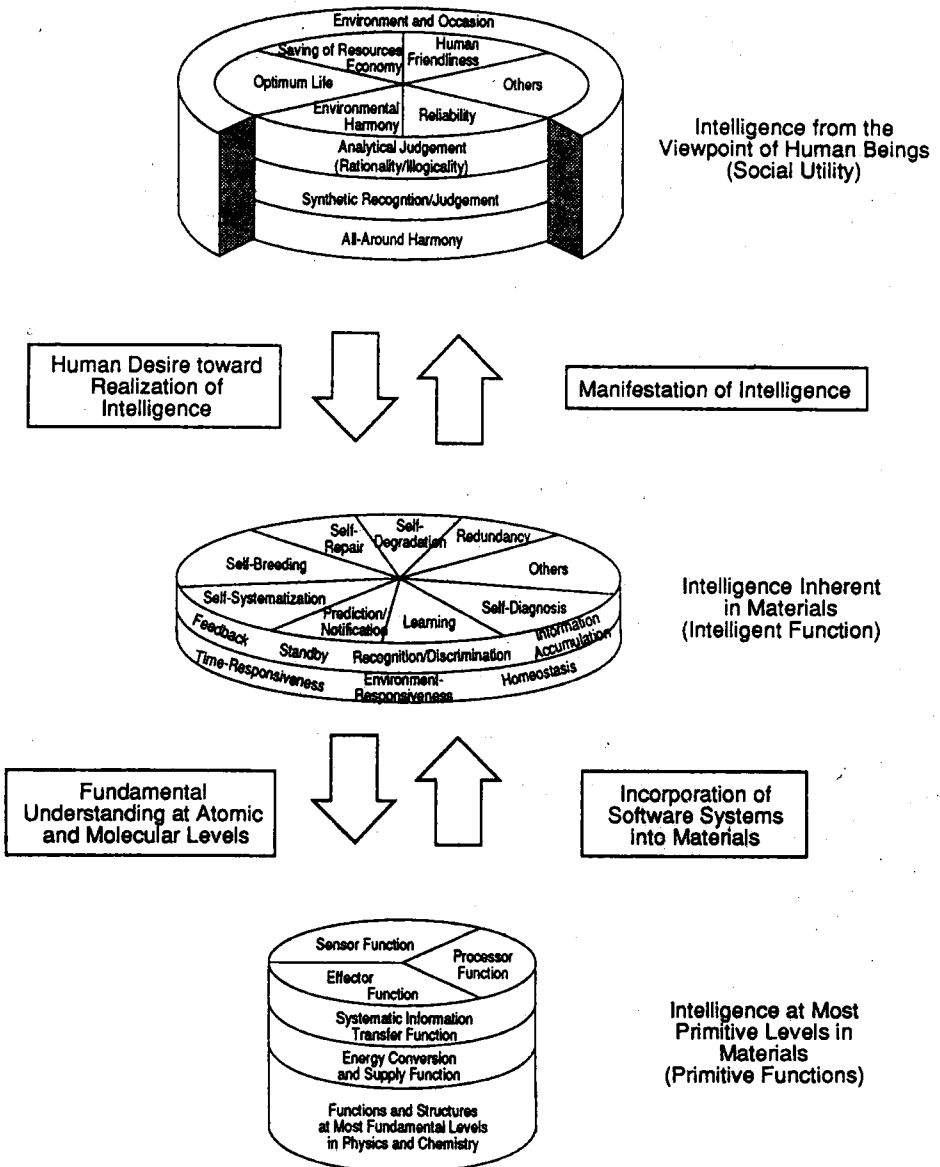 Environment and Occasion
Saving of Resources
Economy
Human
Friendliness
Optimum Life
Others
Environmental
Harmony
Reliability
Analytical Judgement
(Rationality/Illogicality)
Synthetic Recogntion/Judgement
All-Around Harmony
Intelligence from the
Viewpoint of Human Beings
(Social Utility)
Human Desire toward
Realization of
Intelligence
Manifestation of Intelligence
Self-
Repair
Self-
Degradation
Redundancy
Self-Breeding
Others
Self-Systematization
Prediction/
Notification
Learning
Self-Diagnosis
Feedback
Standby
Recognition/Discrimination
Information
Accumulation
Time-Responsiveness
Environment-
Responsiveness
Homeostasis
Intelligence Inherent
in Materials
(Intelligent Function)
Fundamental
Understanding at Atomic
and Molecular Levels
Incorporation of
Software Systems
into Materials
Sensor Function
Processor
Function
Effector
Function
Systematic Information
Transfer Function
Energy Conversion
and Supply Function
Functions and Structures
at Most Fundamental Levels
in Physics and Chemistry
Intelligence at Most
Primitive Levels in
Materials
(Primitive Functions)